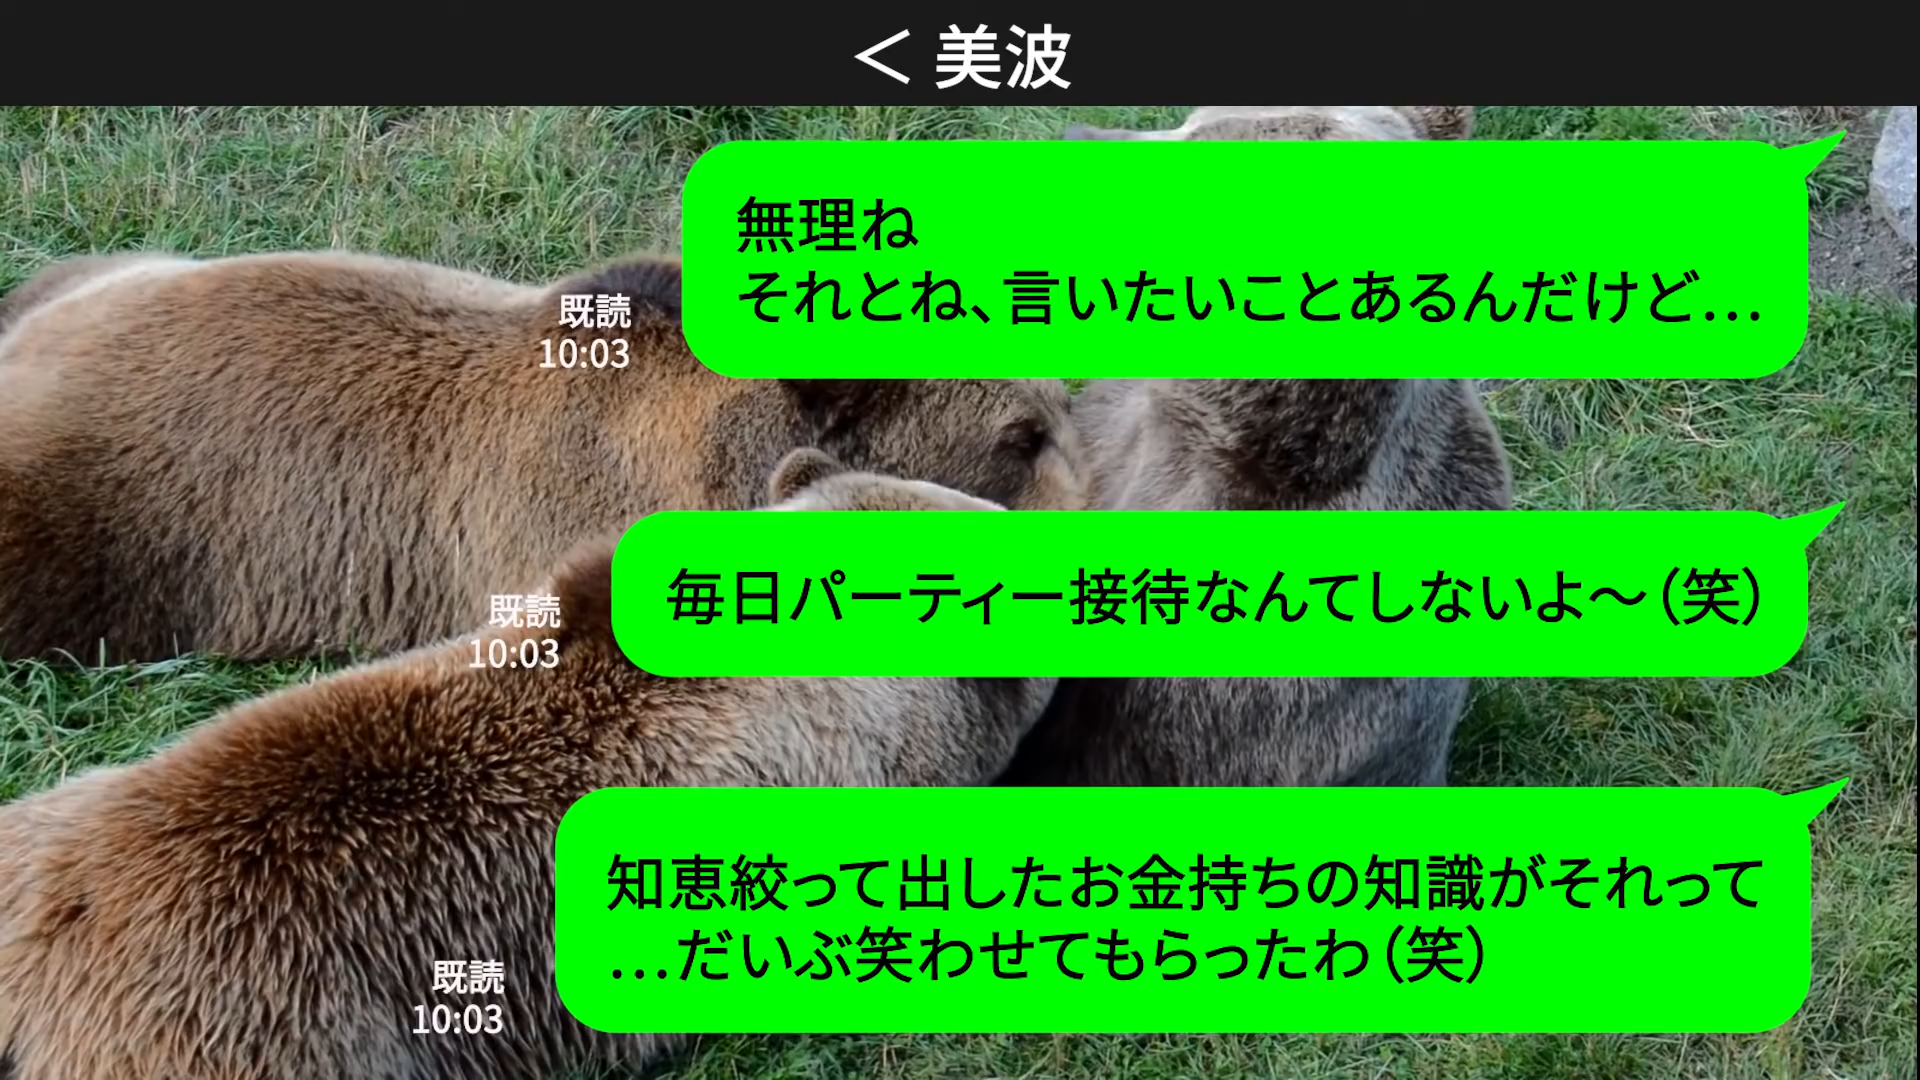 ＜ 美波
無理ね
それとね、言いたいことあるんだけど…
既読
10:03
毎日パーティー接待なんてしないよ～（笑）
既読
10:03
知恵絞って出したお金持ちの知識がそれって
…だいぶ笑わせてもらったわ（笑）
既読
10:03